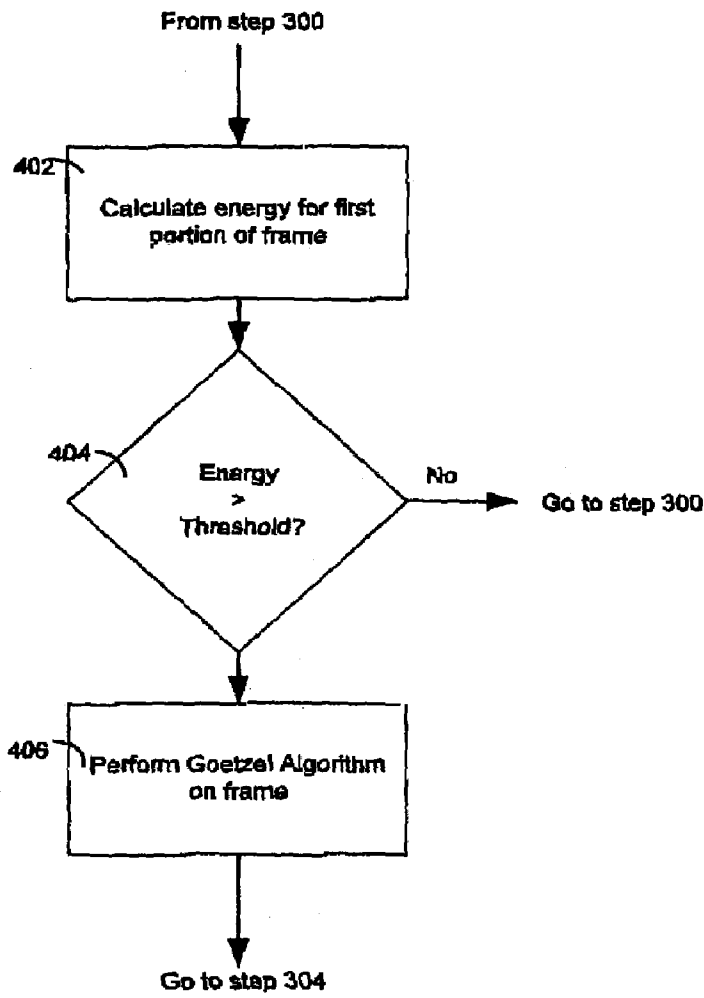 From step 300
402
Calculate energy for first
portion of frame
404
Energy
>
Threshold?
No
Go to step 300
406
Perform Goetzel Algorithm
on frame
Go to step 304